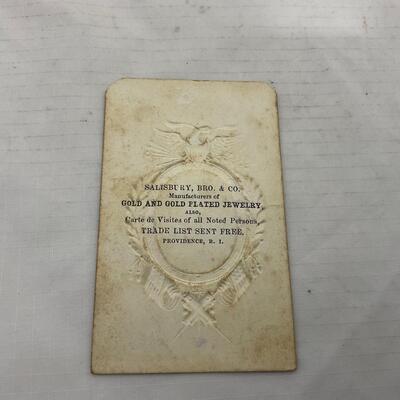 SALISBURY, BRO. & CO.
Manufacturers of
GOLD AND GOLD PLATED JEWELRY,
ALSO,
Carte de Visites of all Noted Persons,
TRADE LIST SENT FREE.
PROVIDENCE, R. I.